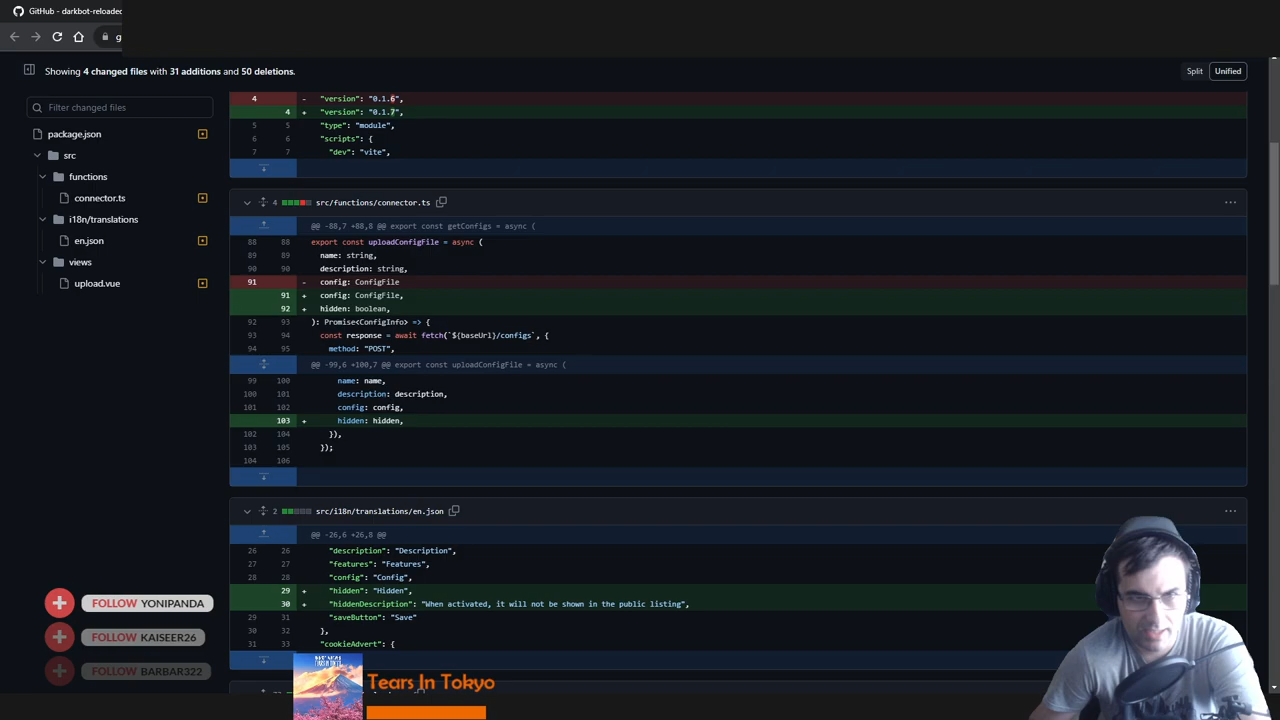 GitHub - darkbot-reloaded
g
Showing 4 changed files with 31 additions and 50 deletions.
Split
Unified
Filter changed files
package.json
src
functions
connector.ts
i18n/translations
en.json
views
upload.vue
4 - "version": "0.1.6",
4 + "version": "0.1.7",
5 5 "type": "module",
6 6 "scripts": {
7 7 "dev": "vite",
4 src/functions/connector.ts
@@ -88,7 +88,8 @@ export const getConfigs = async (
88 88 export const uploadConfigFile = async (
89 89 name: string,
90 90 description: string,
91 - config: ConfigFile
91 + config: ConfigFile,
92 + hidden: boolean,
92 93 ): Promise<ConfigInfo> => {
93 94 const response = await fetch(`${baseUrl}/configs`, {
94 95 method: "POST",
@@ -99,6 +100,7 @@ export const uploadConfigFile = async (
99 100 name: name,
100 101 description: description,
101 102 config: config,
103 + hidden: hidden,
102 104 }),
103 105 });
104 106
2 src/i18n/translations/en.json
@@ -26,6 +26,8 @@
26 26 "description": "Description",
27 27 "features": "Features",
28 28 "config": "Config",
29 + "hidden": "Hidden",
30 + "hiddenDescription": "When activated, it will not be shown in the public listing",
29 31 "saveButton": "Save"
30 32 },
31 33 "cookieAdvert": {
FOLLOW YONIPANDA
FOLLOW KAISEER26
FOLLOW BARBAR322
Tears In Tokyo